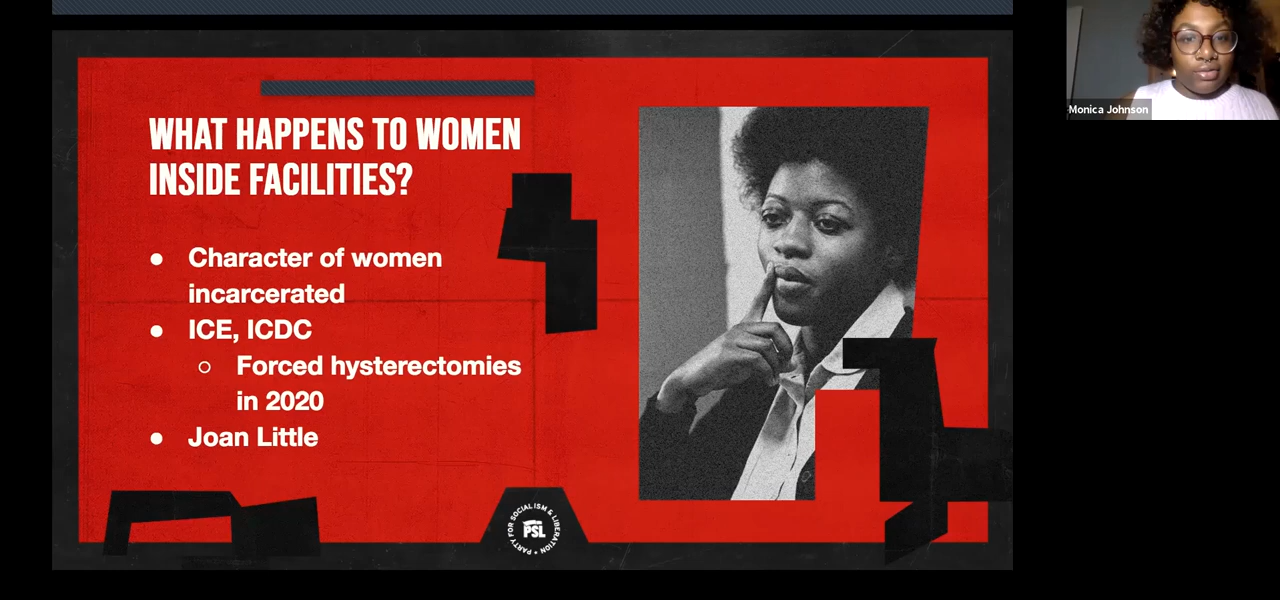 WHAT HAPPENS TO WOMEN
INSIDE FACILITIES?
● Character of women
incarcerated
● ICE, ICDC
○ Forced hysterectomies
in 2020
● Joan Little
PARTY FOR SOCIALISM & LIBERATION
PSL
Monica Johnson